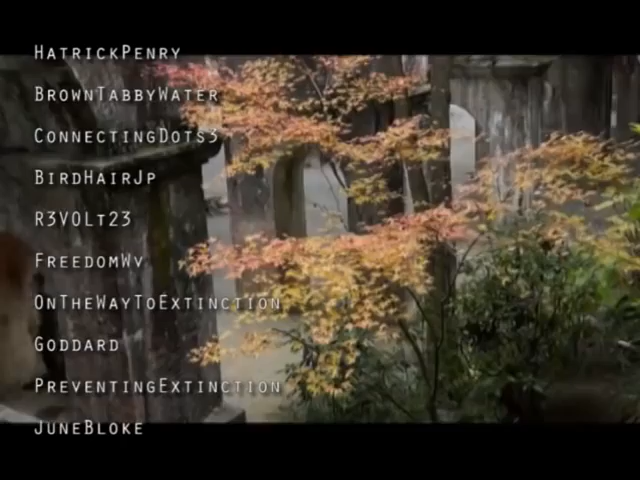 HatrickPenry
BrownTabbyWater
ConnectingDots3
BirdHairJp
R3VOLt23
FreedomWv
OnTheWayToExtinction
Goddard
PreventingExtinction
JuneBloke